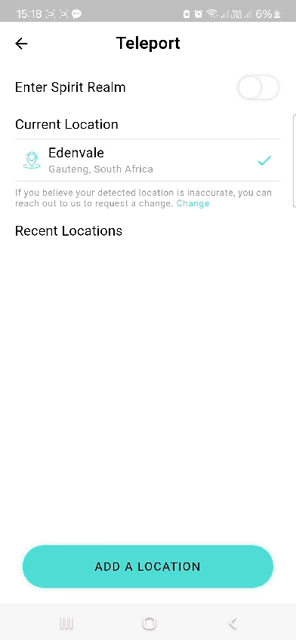 15:18
6%
Teleport
Enter Spirit Realm
Current Location
Edenvale
Gauteng, South Africa
If you believe your detected location is inaccurate, you can
reach out to us to request a change. Change
Recent Locations
ADD A LOCATION